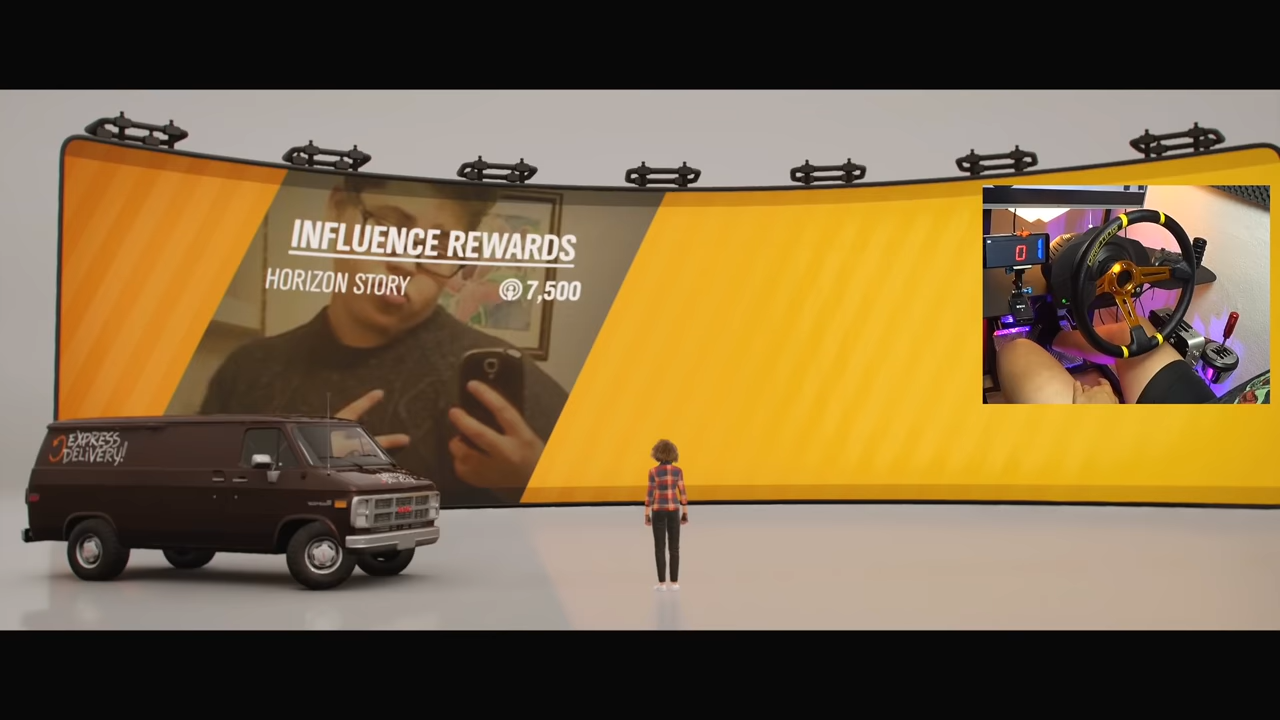 INFLUENCE REWARDS
HORIZON STORY
7,500
EXPRESS
DELIVERY!
0